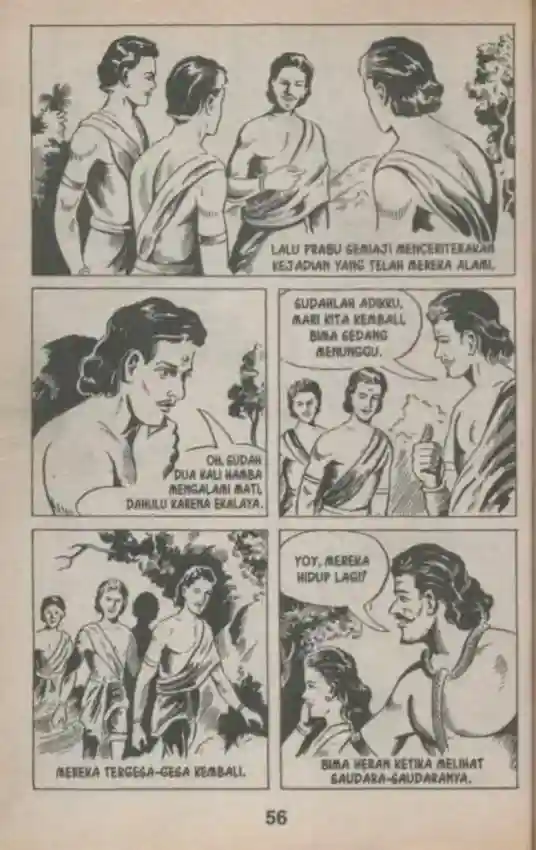 LALU PRABU SEMIAJI MENCERITERAKAN
KEJADIAN YANG TELAH MEREKA ALAMI.
OH, SUDAH
DUA KALI HAMBA
MENGALAMI MATI,
DAHULU KARENA EKALAYA.
SUDAHLAH ADIKKU,
MARI KITA KEMBALI,
BIMA SEDANG
MENUNGGU.
MEREKA TERGESA-GESA KEMBALI.
YOY, MEREKA
HIDUP LAGI?
BIMA HERAN KETIKA MELIHAT
SAUDARA-SAUDARANYA.
56